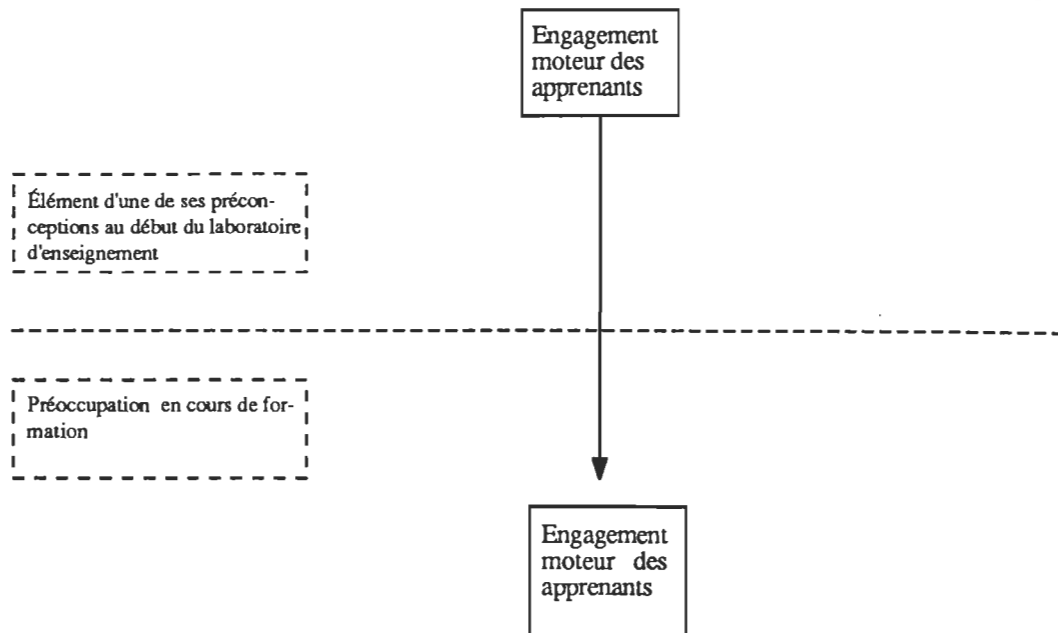 Engagement
moteur des
apprenants
Élément d'une de ses précon-
ceptions au début du laboratoire
d'enseignement
Préoccupation en cours de for-
mation
Engagement
moteur des
apprenants